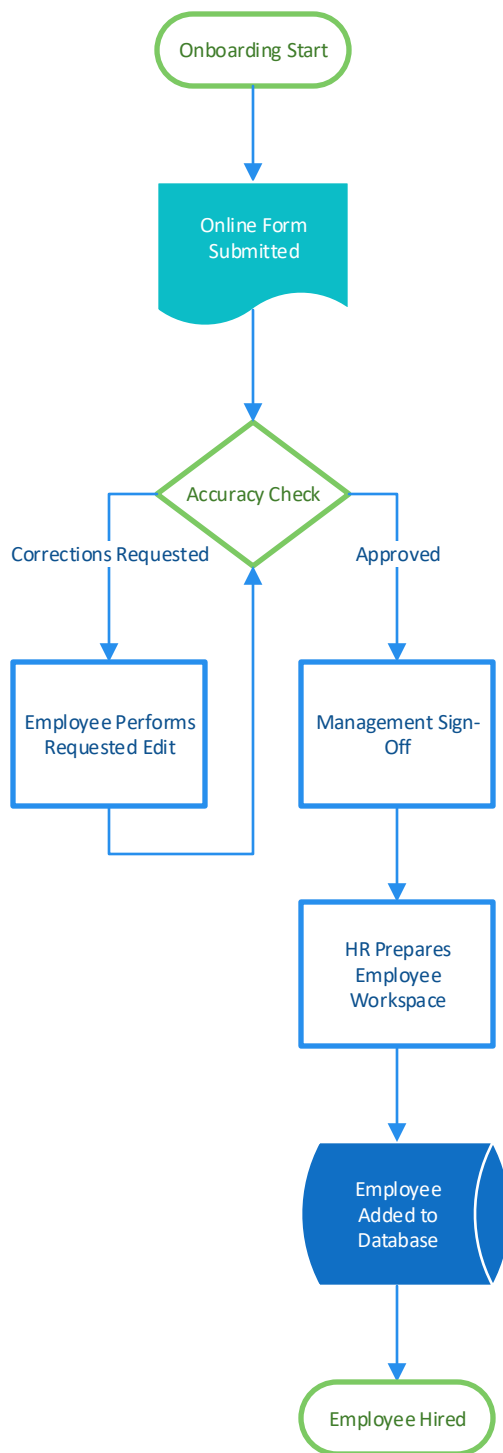 Onboarding Start
Online Form
Submitted
Accuracy Check
Corrections Requested
Approved
Employee Performs
Requested Edit
Management Sign-
Off
HR Prepares
Employee
Workspace
Employee
Added to
Database
Employee Hired